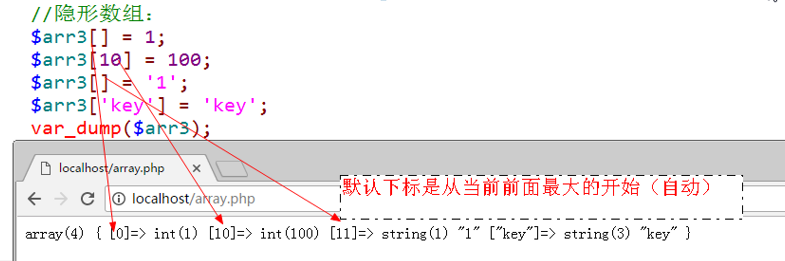 //隐形数组：
$arr3[] = 1;
$arr3[10] = 100;
$arr3[] = '1';
$arr3['key'] = 'key';
var_dump($arr3);
localhost/array.php
localhost/array.php
默认下标是从当前前面最大的开始（自动）
array(4) { [0]=> int(1) [10]=> int(100) [11]=> string(1) "1" ["key"]=> string(3) "key" }